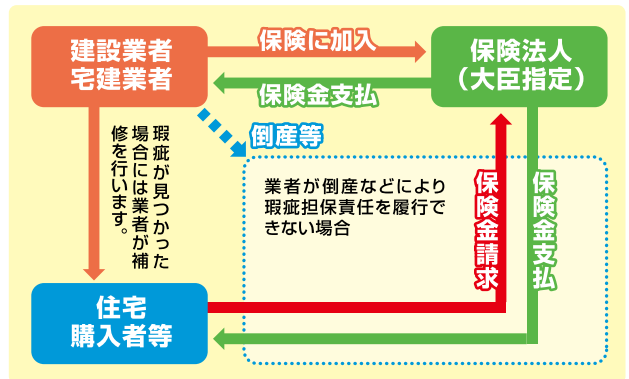 建設業者
宅建業者
保険に加入
保険法人
（大臣指定）
保険金支払
倒産等
瑕疵が見つかった
場合には業者が補
修を行います。
業者が倒産などにより
瑕疵担保責任を履行で
きない場合
保険金請求
保険金支払
住宅
購入者等